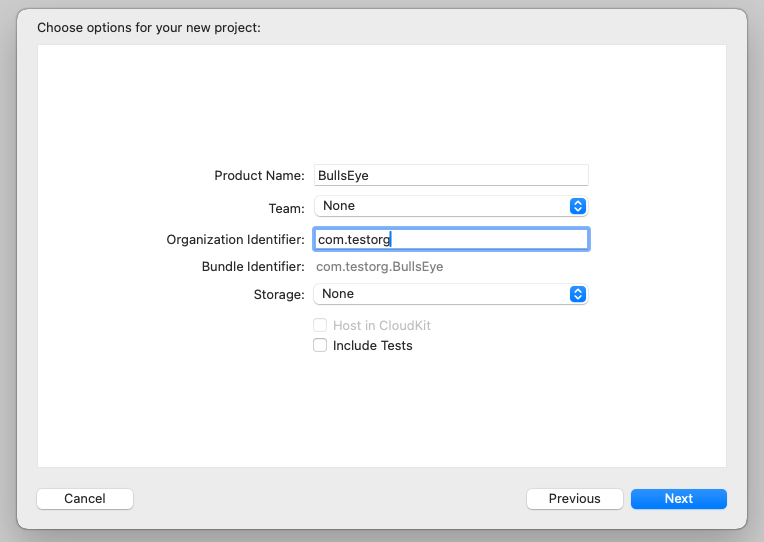 Choose options for your new project:
Product Name: BullsEye
Team: None
Organization Identifier: com.testorg
Bundle Identifier: com.testorg.BullsEye
Storage: None
Host in CloudKit
Include Tests
Cancel Previous Next